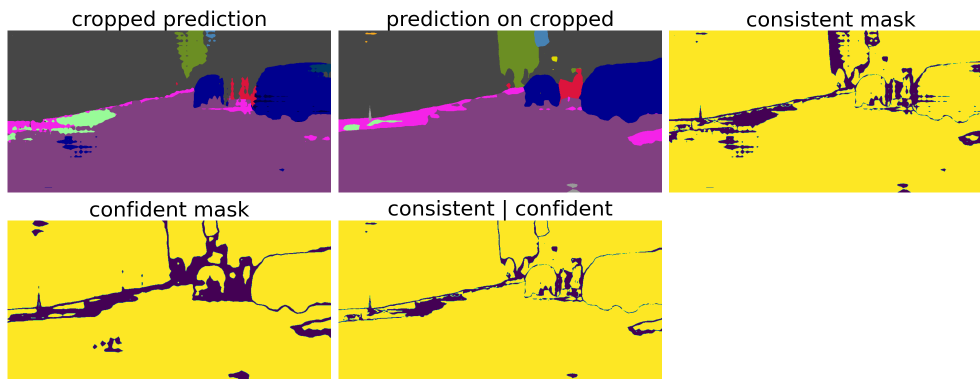 cropped prediction
prediction on cropped
consistent mask
confident mask
consistent | confident